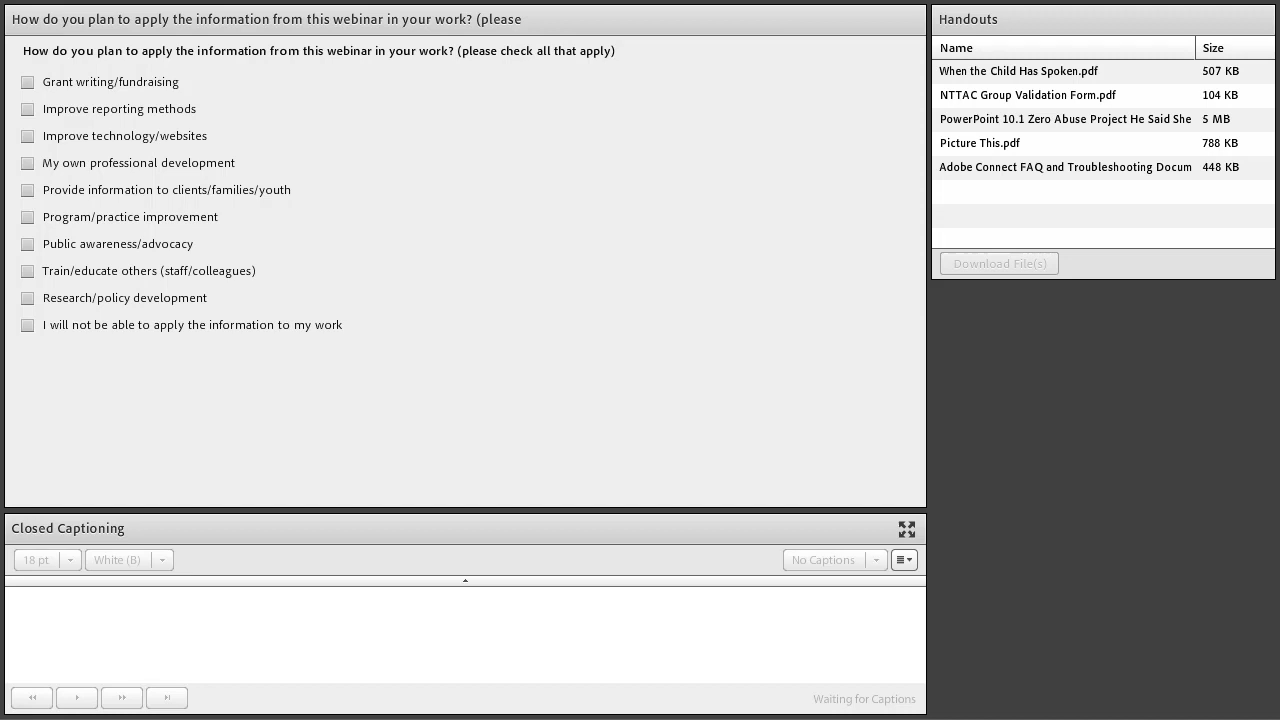 How do you plan to apply the information from this webinar in your work? (please
How do you plan to apply the information from this webinar in your work? (please check all that apply)
Grant writing/fundraising
Improve reporting methods
Improve technology/websites
My own professional development
Provide information to clients/families/youth
Program/practice improvement
Public awareness/advocacy
Train/educate others (staff/colleagues)
Research/policy development
I will not be able to apply the information to my work
Handouts
Name Size
When the Child Has Spoken.pdf 507 KB
NTTAC Group Validation Form.pdf 104 KB
PowerPoint 10.1 Zero Abuse Project He Said She 5 MB
Picture This.pdf 788 KB
Adobe Connect FAQ and Troubleshooting Docum 448 KB
Download File(s)
Closed Captioning
18 pt White (B) No Captions
Waiting for Captions